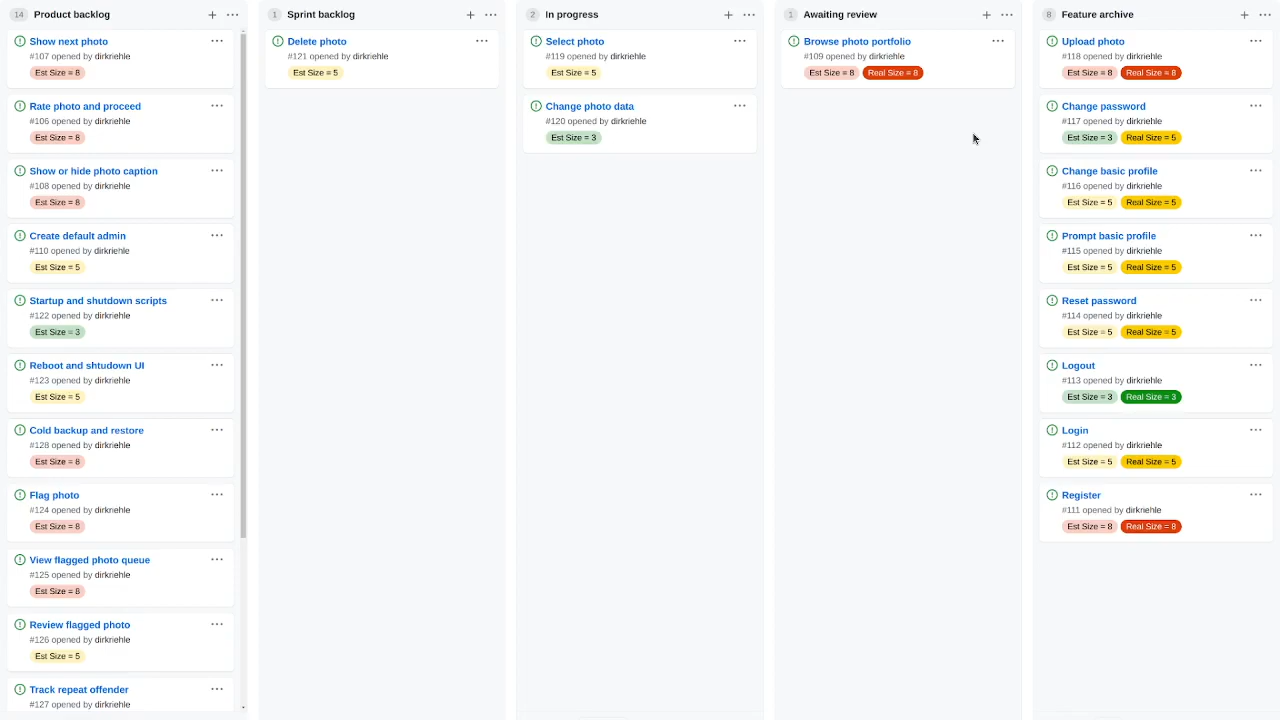 14 Product backlog
Show next photo
#107 opened by dirkriehle
Est Size = 8
Rate photo and proceed
#106 opened by dirkriehle
Est Size = 8
Show or hide photo caption
#108 opened by dirkriehle
Est Size = 8
Create default admin
#110 opened by dirkriehle
Est Size = 5
Startup and shutdown scripts
#122 opened by dirkriehle
Est Size = 3
Reboot and shtudown UI
#123 opened by dirkriehle
Est Size = 5
Cold backup and restore
#128 opened by dirkriehle
Est Size = 8
Flag photo
#124 opened by dirkriehle
Est Size = 8
View flagged photo queue
#125 opened by dirkriehle
Est Size = 8
Review flagged photo
#126 opened by dirkriehle
Est Size = 5
Track repeat offender
#127 opened by dirkriehle
1 Sprint backlog
Delete photo
#121 opened by dirkriehle
Est Size = 5
2 In progress
Select photo
#119 opened by dirkriehle
Est Size = 5
Change photo data
#120 opened by dirkriehle
Est Size = 3
1 Awaiting review
Browse photo portfolio
#109 opened by dirkriehle
Est Size = 8 Real Size = 8
8 Feature archive
Upload photo
#118 opened by dirkriehle
Est Size = 8 Real Size = 8
Change password
#117 opened by dirkriehle
Est Size = 3 Real Size = 5
Change basic profile
#116 opened by dirkriehle
Est Size = 5 Real Size = 5
Prompt basic profile
#115 opened by dirkriehle
Est Size = 5 Real Size = 5
Reset password
#114 opened by dirkriehle
Est Size = 5 Real Size = 5
Logout
#113 opened by dirkriehle
Est Size = 3 Real Size = 3
Login
#112 opened by dirkriehle
Est Size = 5 Real Size = 5
Register
#111 opened by dirkriehle
Est Size = 8 Real Size = 8